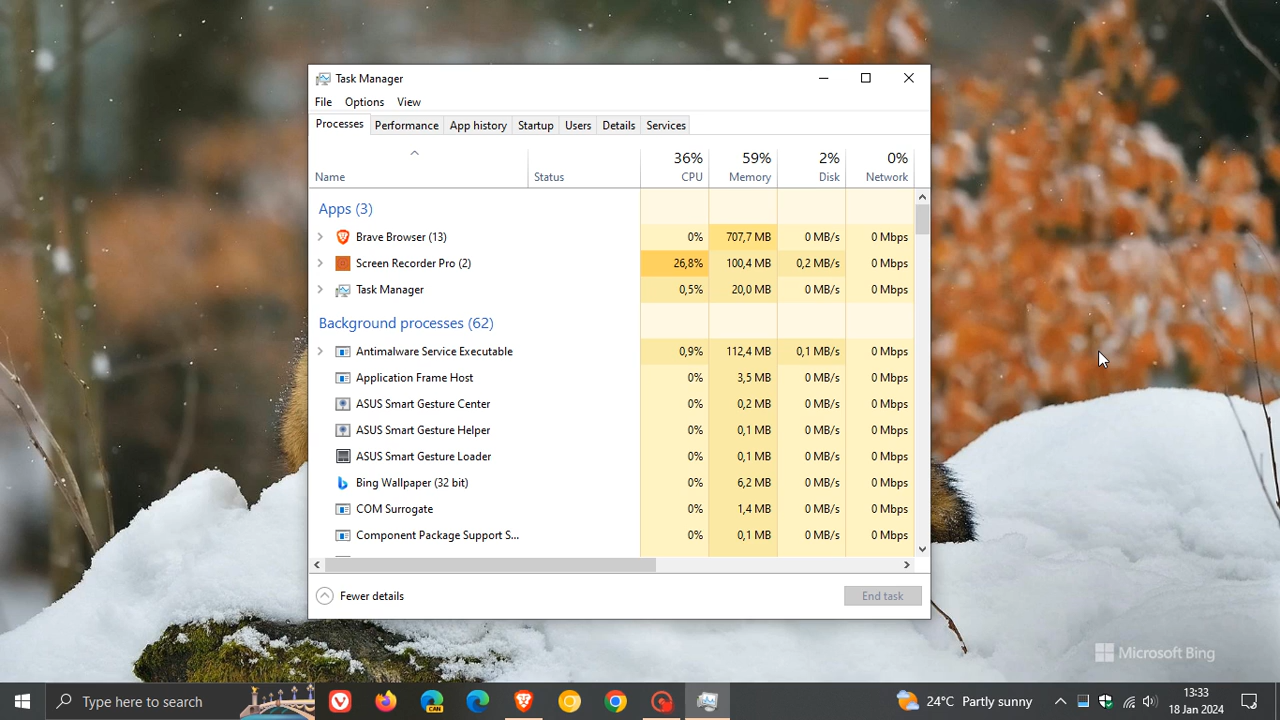 Task Manager
File Options View
Processes Performance App history Startup Users Details Services
36% 59% 2% 0%
Name Status CPU Memory Disk Network
Apps (3)
Brave Browser (13) 0% 707,7 MB 0 MB/s 0 Mbps
Screen Recorder Pro (2) 26,8% 100,4 MB 0,2 MB/s 0 Mbps
Task Manager 0,5% 20,0 MB 0 MB/s 0 Mbps
Background processes (62)
Antimalware Service Executable 0,9% 112,4 MB 0,1 MB/s 0 Mbps
Application Frame Host 0% 3,5 MB 0 MB/s 0 Mbps
ASUS Smart Gesture Center 0% 0,2 MB 0 MB/s 0 Mbps
ASUS Smart Gesture Helper 0% 0,1 MB 0 MB/s 0 Mbps
ASUS Smart Gesture Loader 0% 0,1 MB 0 MB/s 0 Mbps
Bing Wallpaper (32 bit) 0% 6,2 MB 0 MB/s 0 Mbps
COM Surrogate 0% 1,4 MB 0 MB/s 0 Mbps
Component Package Support S... 0% 0,1 MB 0 MB/s 0 Mbps
Fewer details End task
Microsoft Bing
Type here to search CAN 24°C Partly sunny 13:33
18 Jan 2024